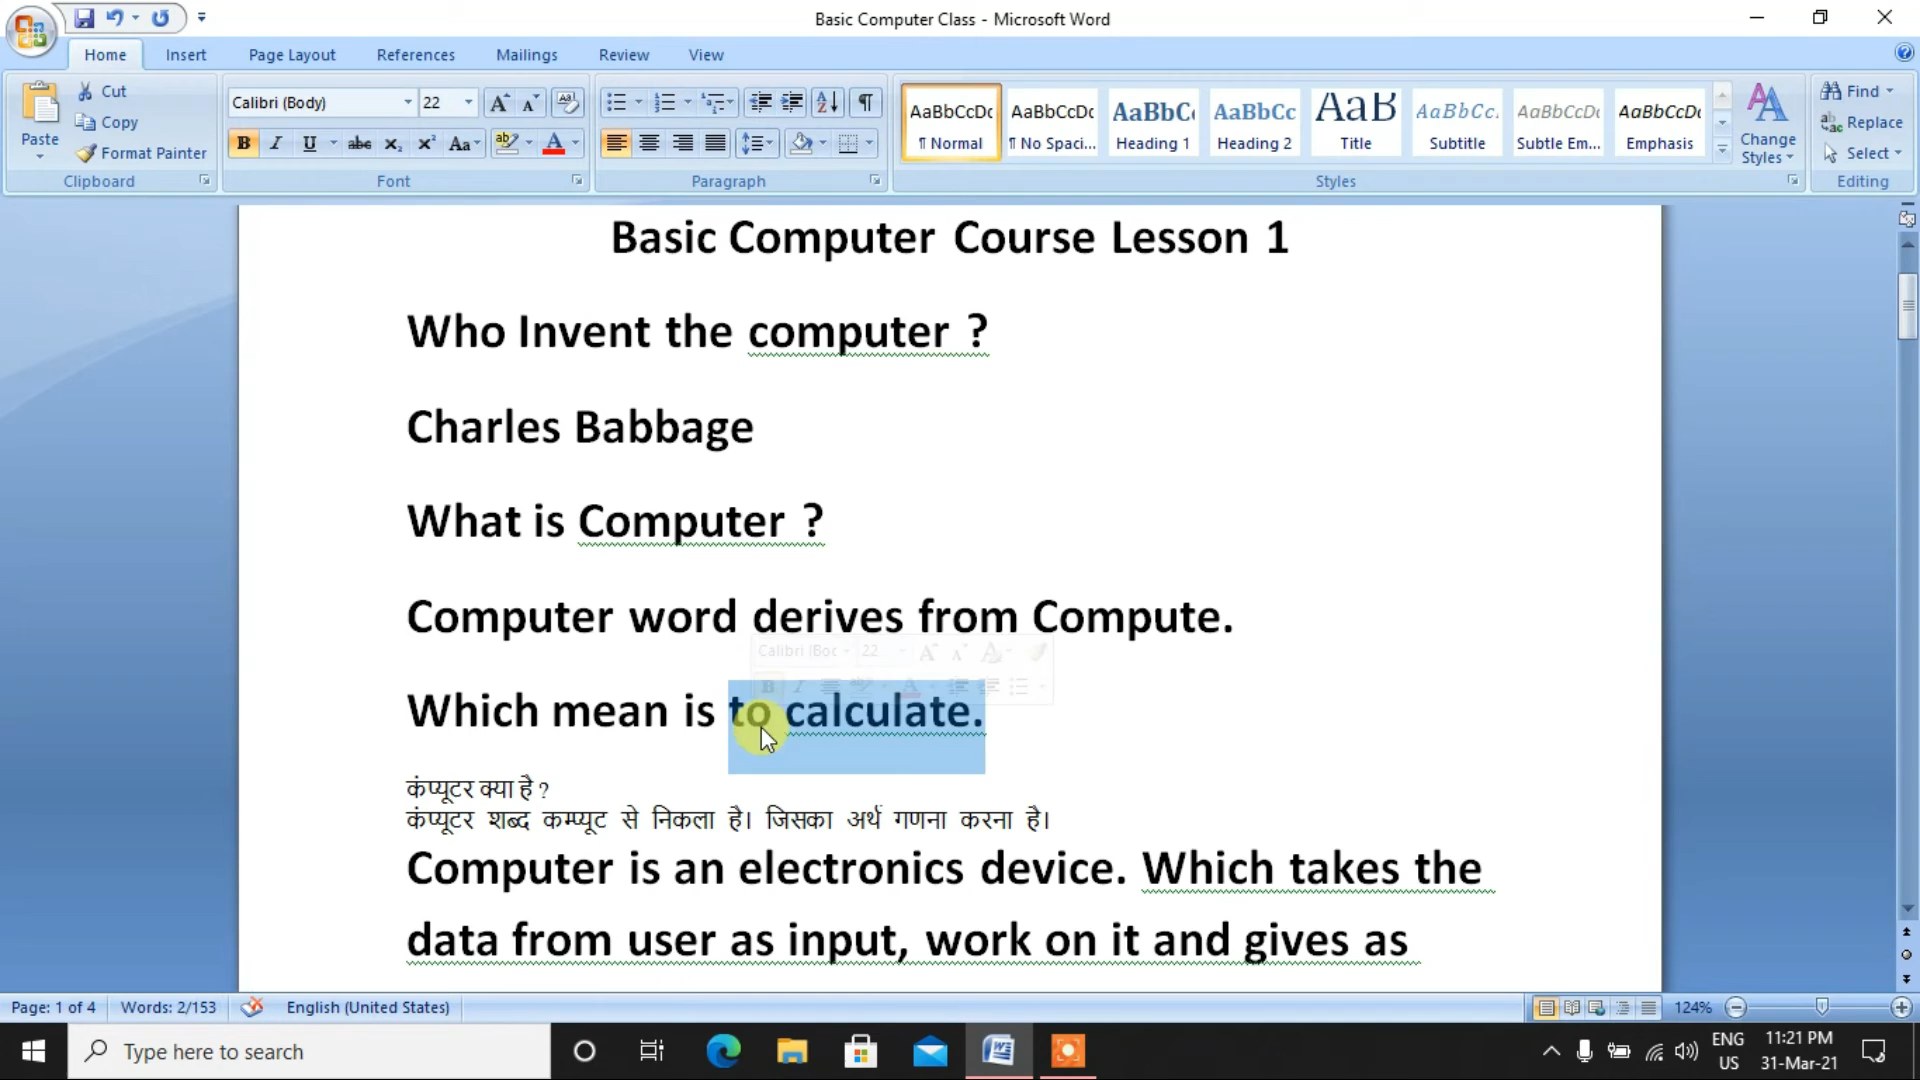 Basic Computer Class - Microsoft Word
Home Insert Page Layout References Mailings Review View
Paste
Cut
Copy
Format Painter
Clipboard
Calibri (Body) 22
Font
Paragraph
AaBbCcDc AaBbCcDc AaBbC AaBbCc AaB AaBbCc. AaBbCcDc AaBbCcDc
¶ Normal ¶ No Spaci... Heading 1 Heading 2 Title Subtitle Subtle Em... Emphasis
Styles
Change Styles
Find
Replace
Select
Editing
Basic Computer Course Lesson 1
Who Invent the computer ?
Charles Babbage
What is Computer ?
Computer word derives from Compute.
Which mean is to calculate.
कंप्यूटर क्या है ?
कंप्यूटर शब्द कम्प्यूट से निकला है। जिसका अर्थ गणना करना है।
Computer is an electronics device. Which takes the
data from user as input, work on it and gives as
Page: 1 of 4 Words: 2/153 English (United States) 124%
Type here to search
ENG US
11:21 PM
31-Mar-21